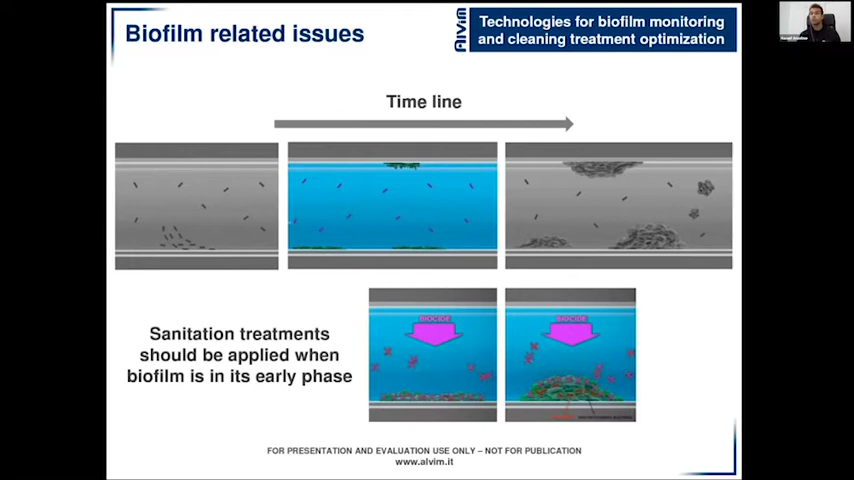 Biofilm related issues
ALVIM
Technologies for biofilm monitoring
and cleaning treatment optimization
Time line
BIOCIDE
BIOCIDE
Sanitation treatments
should be applied when
biofilm is in its early phase
FOR PRESENTATION AND EVALUATION USE ONLY – NOT FOR PUBLICATION
www.alvim.it